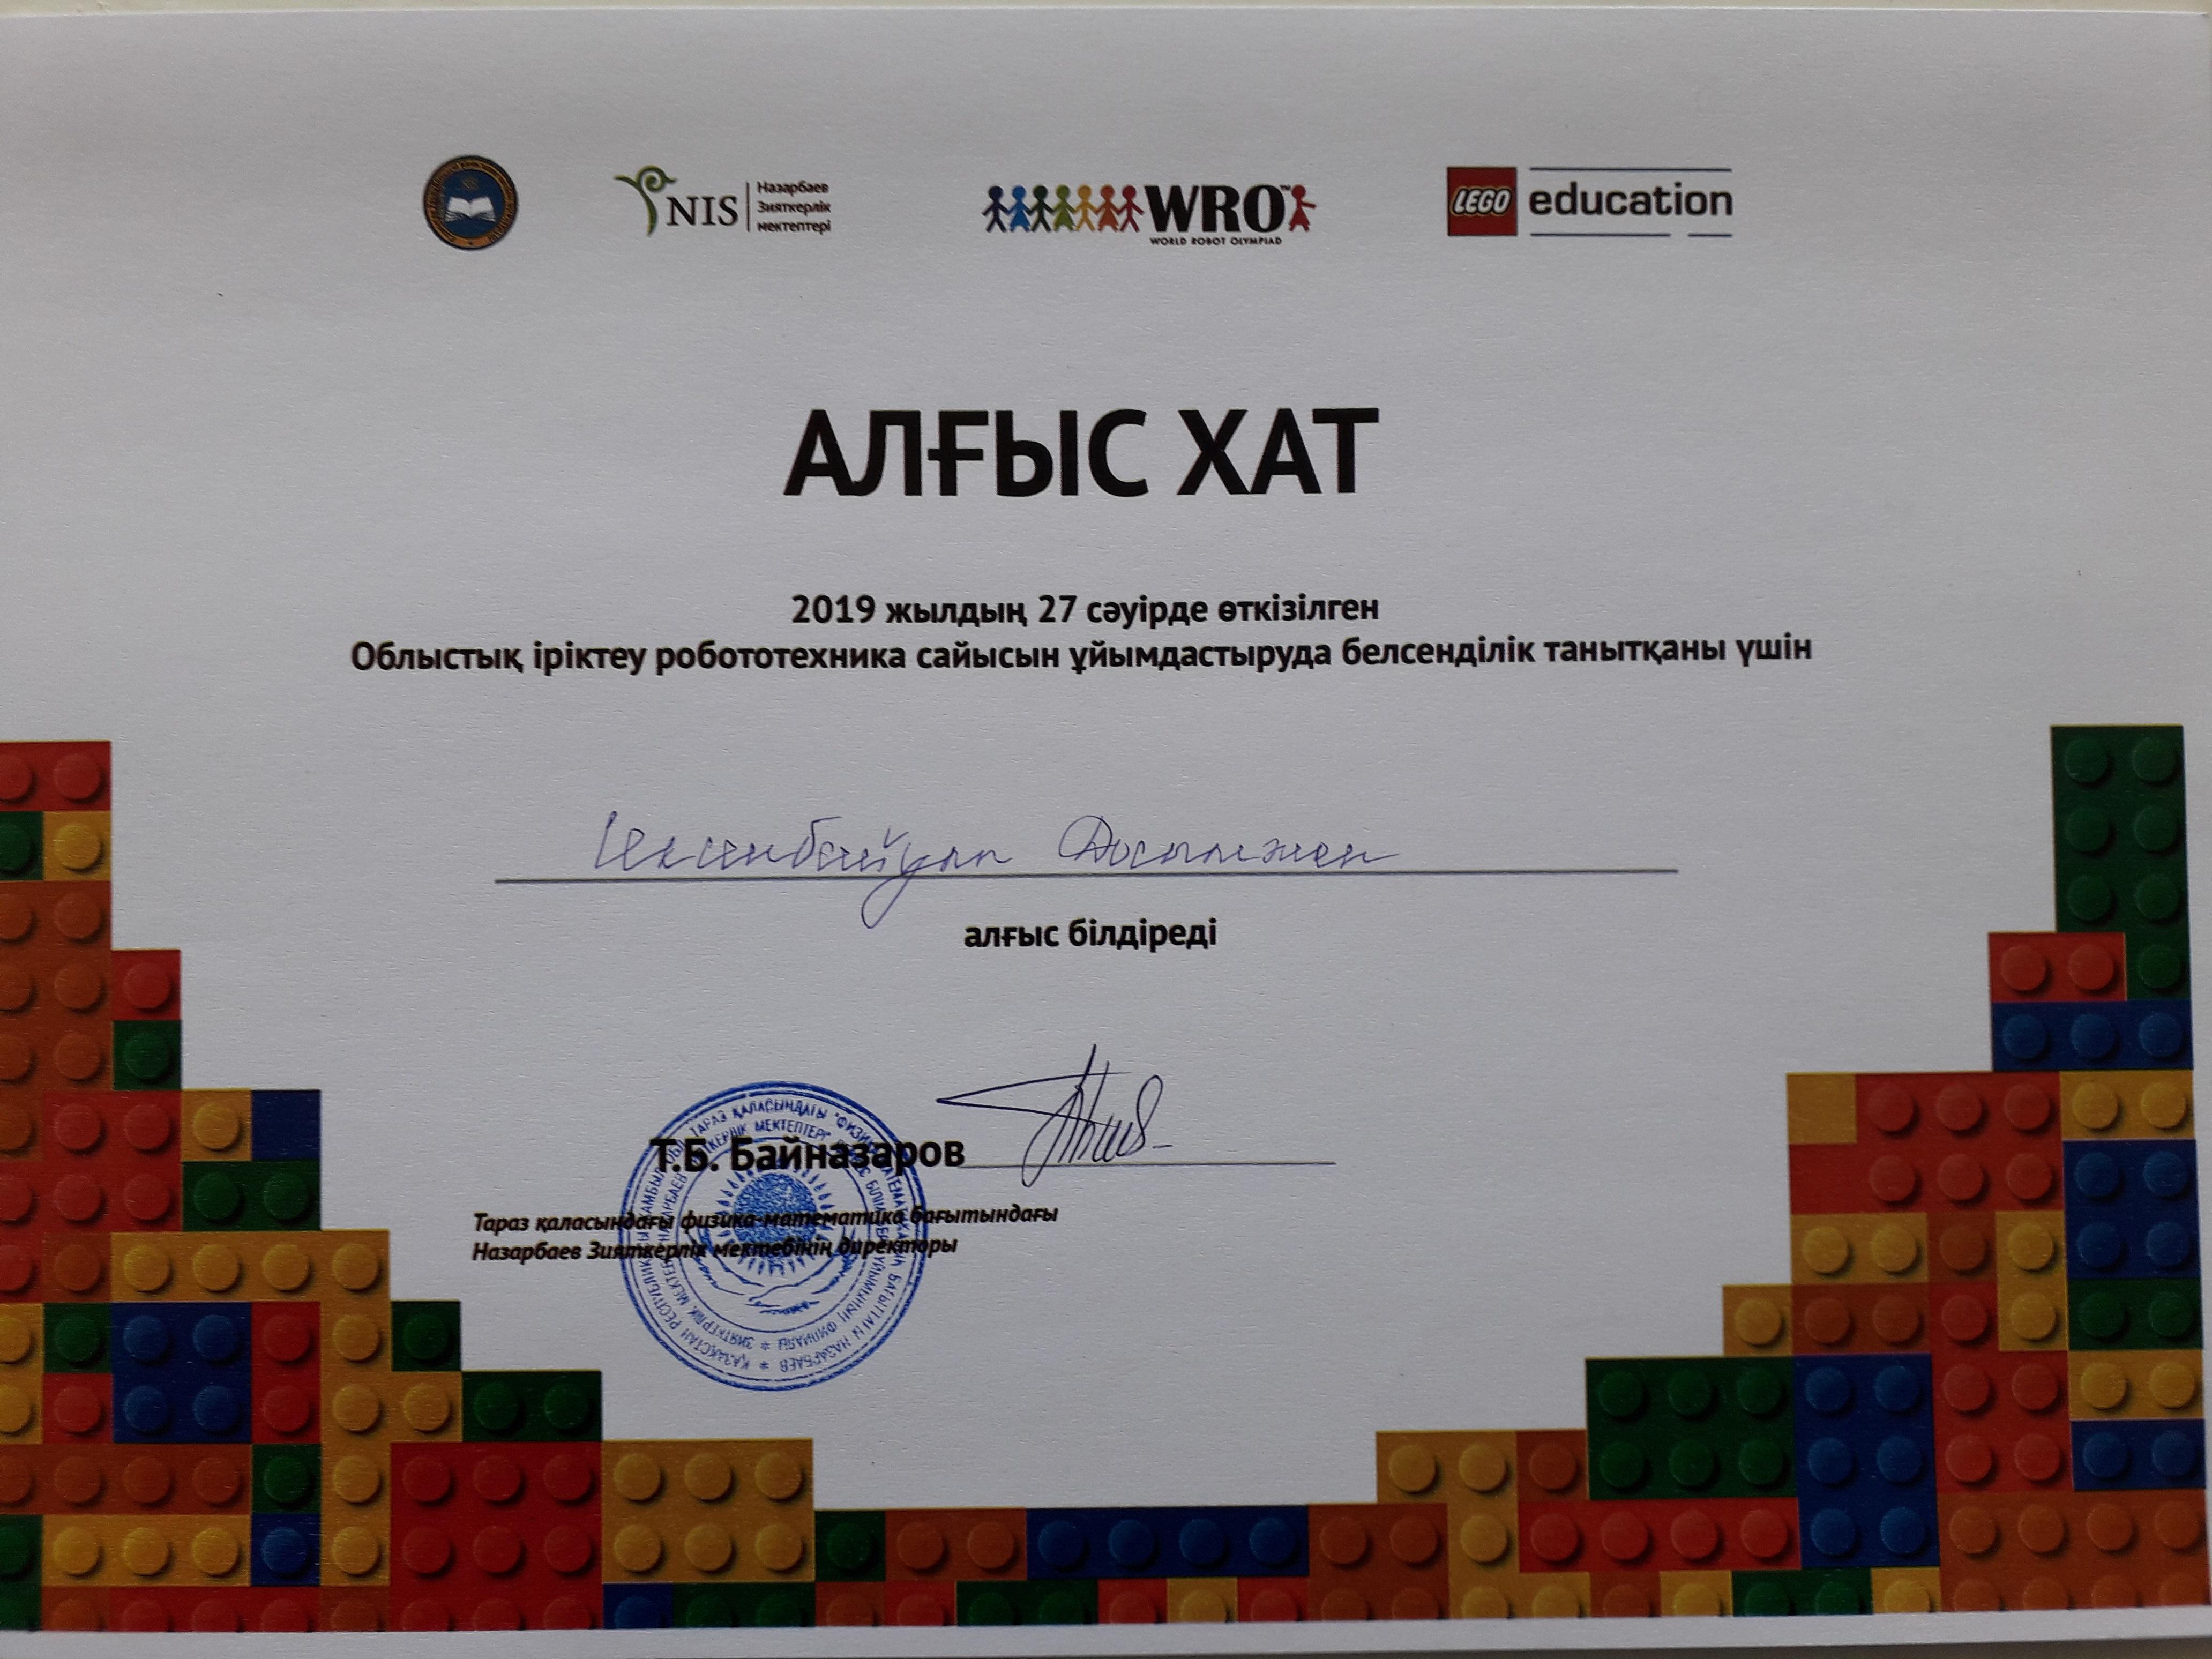 NIS
Назарбаев
Зияткерлік
мектептері
WRO™
WORLD ROBOT OLYMPIAD
LEGO education
АЛҒЫС ХАТ
2019 жылдың 27 сәуірде өткізілген
Облыстық іріктеу робототехника сайысын ұйымдастыруда белсенділік танытқаны үшін
алғыс білдіреді
Т.Б. Байназаров
Тараз қаласындағы физика-математика бағытындағы
Назарбаев Зияткерлік мектебінің директоры